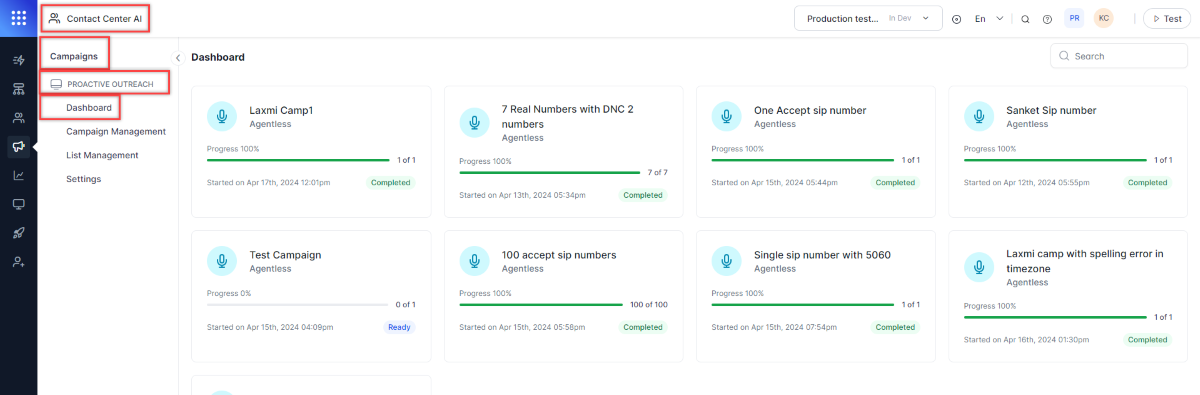 Contact Center AI
Production test...
In Dev
En
PR
KC
Test
Campaigns
PROACTIVE OUTREACH
Dashboard
Campaign Management
List Management
Settings
Dashboard
Search
Laxmi Camp1
Agentless
Progress 100%
1 of 1
Started on Apr 17th, 2024 12:01pm
Completed
7 Real Numbers with DNC 2
numbers
Agentless
Progress 100%
7 of 7
Started on Apr 13th, 2024 05:34pm
Completed
One Accept sip number
Agentless
Progress 100%
1 of 1
Started on Apr 15th, 2024 05:44pm
Completed
Sanket Sip number
Agentless
Progress 100%
1 of 1
Started on Apr 12th, 2024 05:55pm
Completed
Test Campaign
Agentless
Progress 0%
0 of 1
Started on Apr 15th, 2024 04:09pm
Ready
100 accept sip numbers
Agentless
Progress 100%
100 of 100
Started on Apr 15th, 2024 05:58pm
Completed
Single sip number with 5060
Agentless
Progress 100%
1 of 1
Started on Apr 15th, 2024 07:54pm
Completed
Laxmi camp with spelling error in
timezone
Agentless
Progress 100%
1 of 1
Started on Apr 16th, 2024 01:30pm
Completed